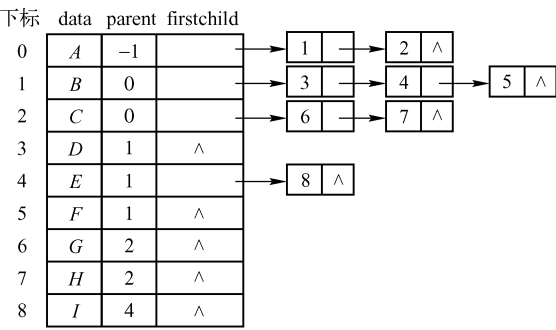 下标 data parent firstchild
0 A −1 1 2 ∧
1 B 0 3 4 5 ∧
2 C 0 6 7 ∧
3 D 1 ∧
4 E 1 8 ∧
5 F 1 ∧
6 G 2 ∧
7 H 2 ∧
8 I 4 ∧